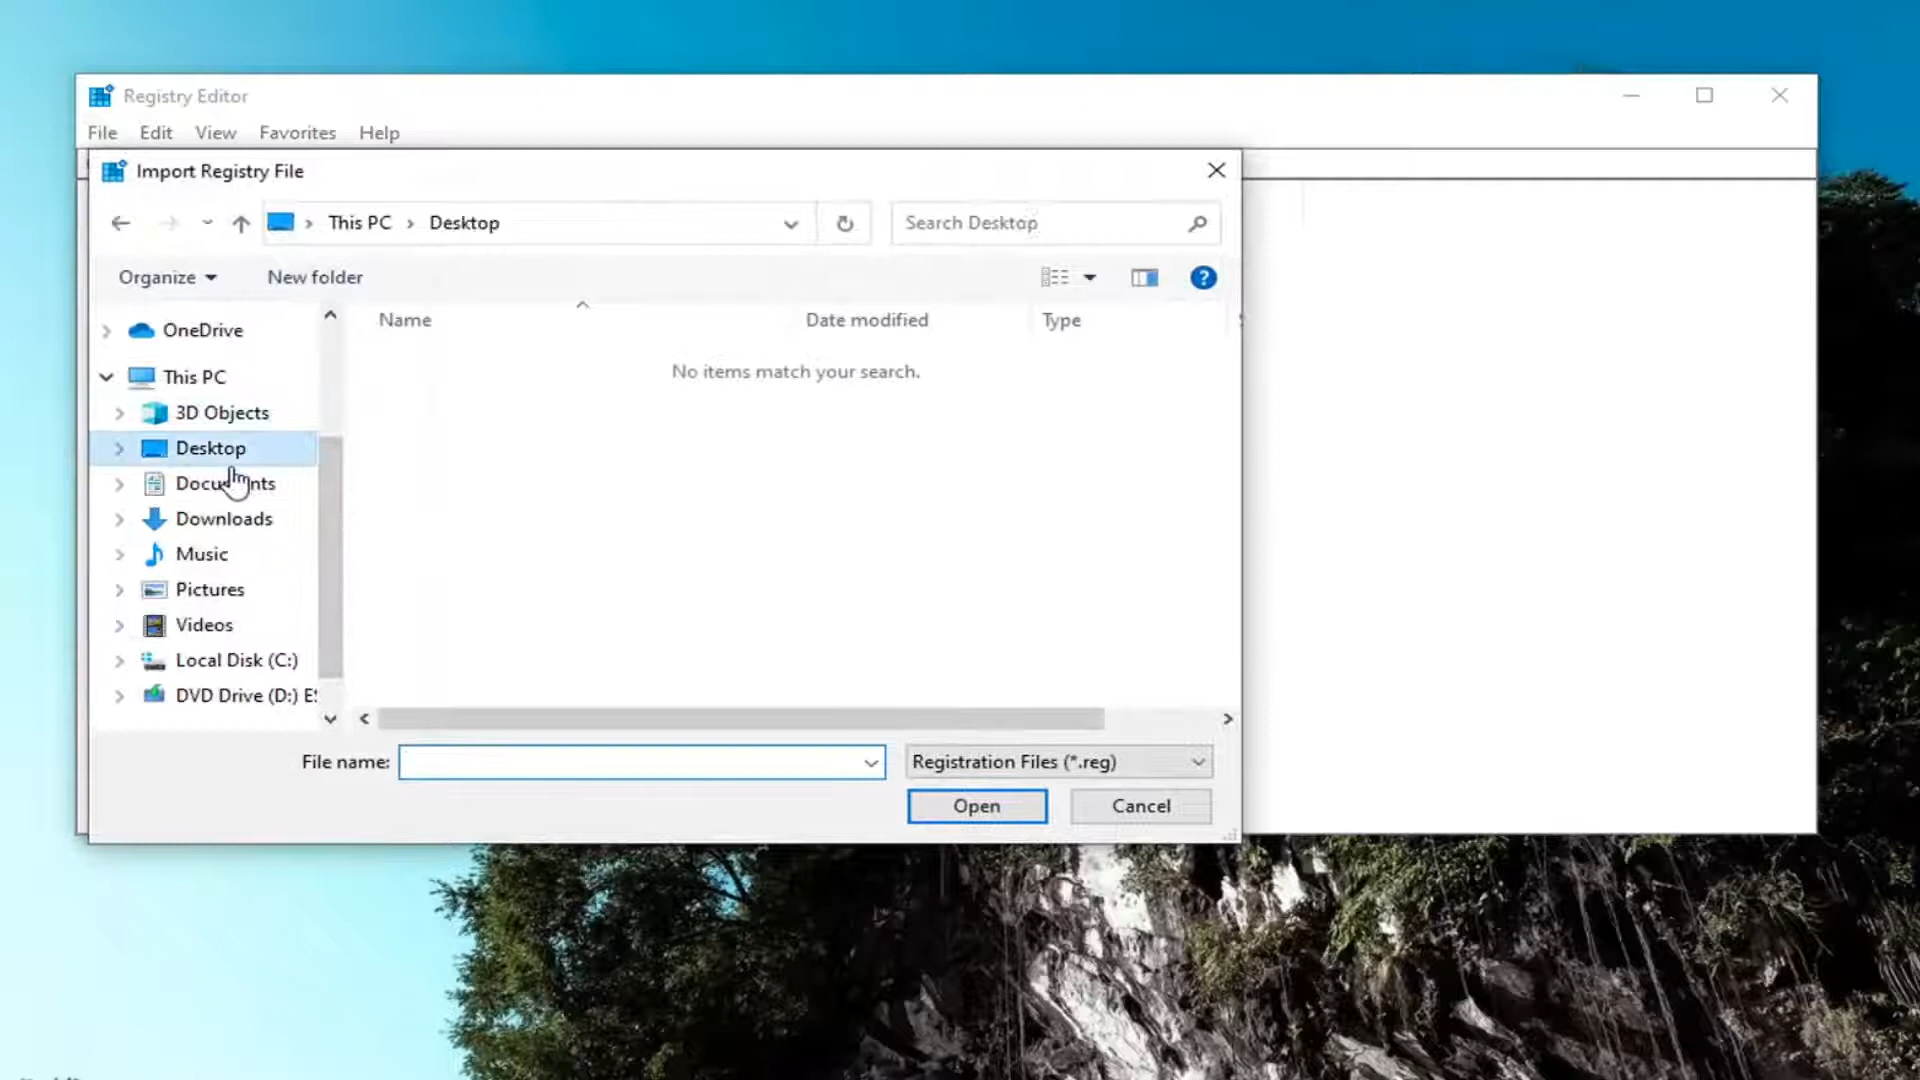 Registry Editor
File Edit View Favorites Help
Import Registry File
This PC Desktop
Search Desktop
Organize New folder
?
Name Date modified Type
No items match your search.
OneDrive
This PC
3D Objects
Desktop
Documents
Downloads
Music
Pictures
Videos
Local Disk (C:)
DVD Drive (D:) E
File name: Registration Files (*.reg)
Open Cancel